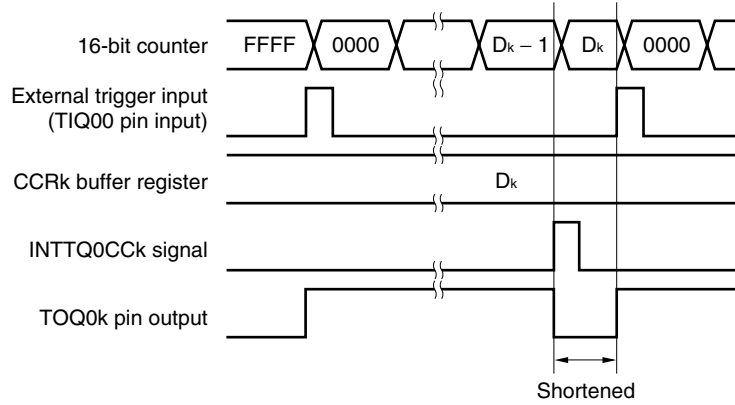 16-bit counter FFFF 0000 Dk − 1 Dk 0000
External trigger input
(TIQ00 pin input)
CCRk buffer register Dk
INTTQ0CCk signal
TOQ0k pin output
Shortened